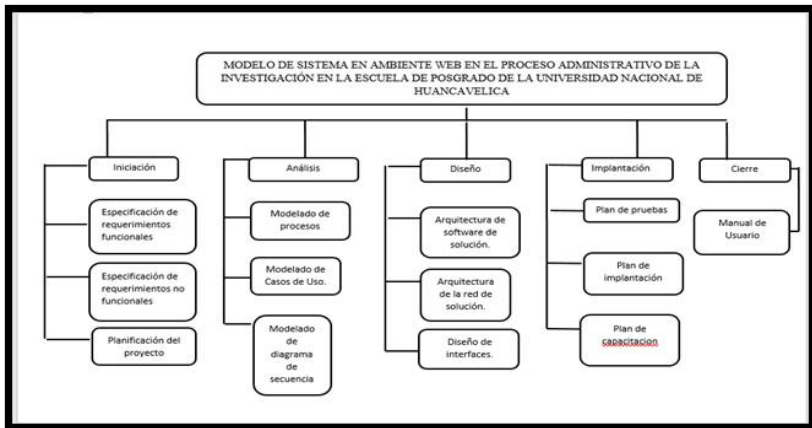 MODELO DE SISTEMA EN AMBIENTE WEB EN EL PROCESO ADMINISTRATIVO DE LA
INVESTIGACIÓN EN LA ESCUELA DE POSGRADO DE LA UNIVERSIDAD NACIONAL DE
HUANCAVELICA
Iniciación
Especificación de
requerimientos
funcionales
Especificación de
requerimientos no
funcionales
Planificación del
proyecto
Análisis
Modelado de
procesos
Modelado de
Casos de Uso.
Modelado
de
diagrama
de
secuencia
Diseño
Arquitectura de
software de
solución.
Arquitectura
de la red de
solución.
Diseño de
interfaces.
Implantación
Plan de pruebas
Plan de
implantación
Plan de
capacitacion
Cierre
Manual de
Usuario